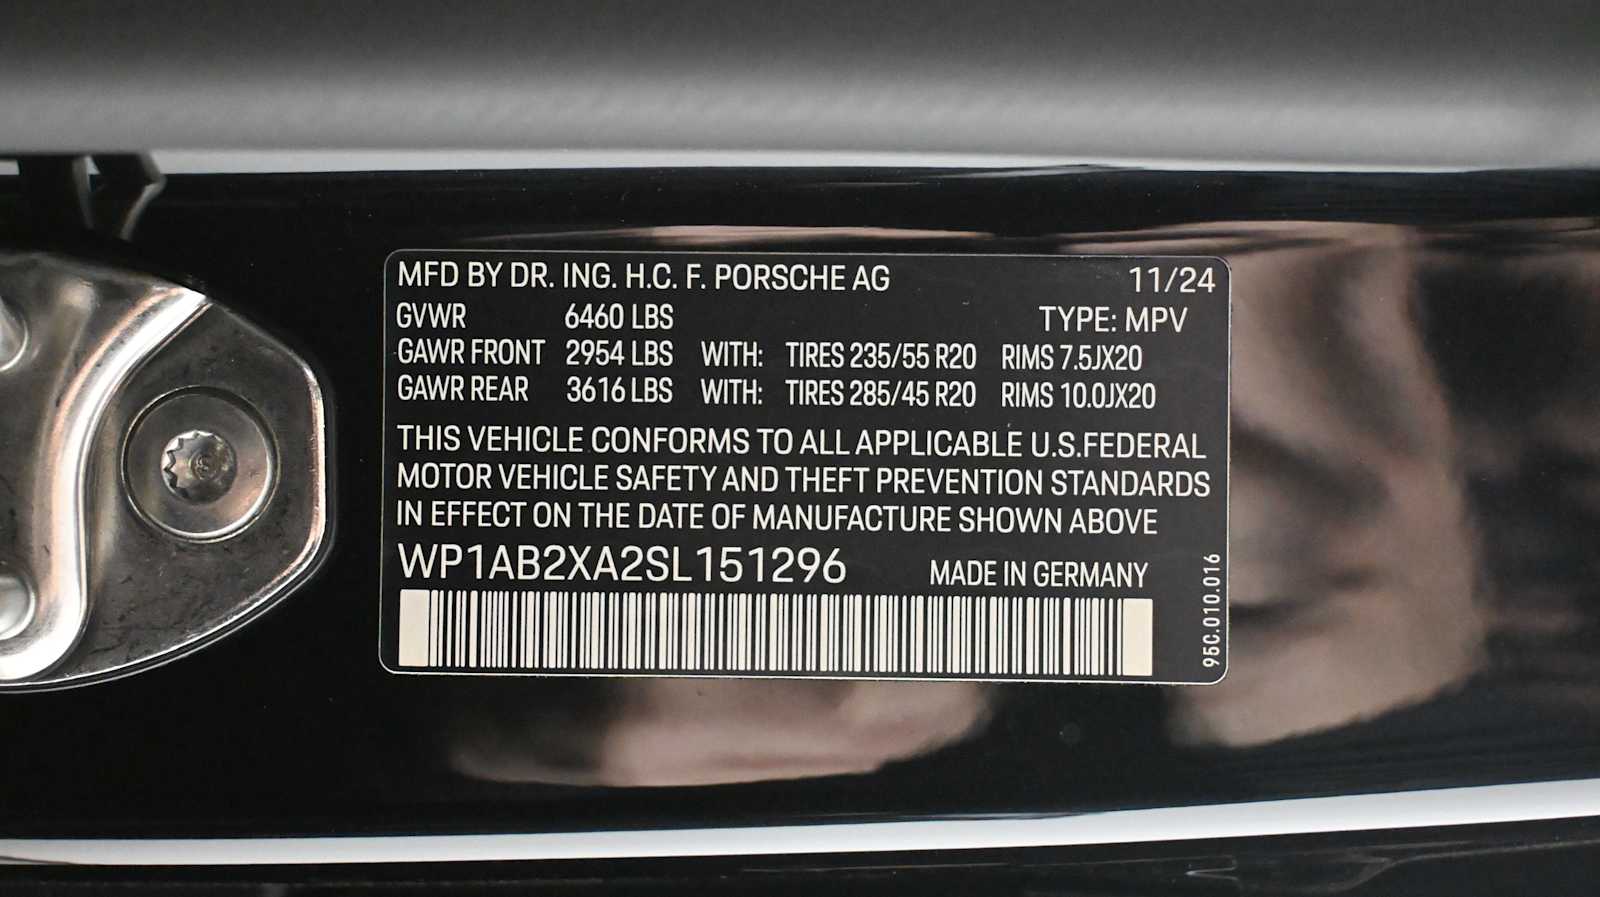 MFD BY DR. ING. H.C. F. PORSCHE AG 11/24
GVWR 6460 LBS TYPE: MPV
GAWR FRONT 2954 LBS WITH: TIRES 235/55 R20 RIMS 7.5JX20
GAWR REAR 3616 LBS WITH: TIRES 285/45 R20 RIMS 10.0JX20
THIS VEHICLE CONFORMS TO ALL APPLICABLE U.S.FEDERAL
MOTOR VEHICLE SAFETY AND THEFT PREVENTION STANDARDS
IN EFFECT ON THE DATE OF MANUFACTURE SHOWN ABOVE
WP1AB2XA2SL151296 MADE IN GERMANY
95C.010.016